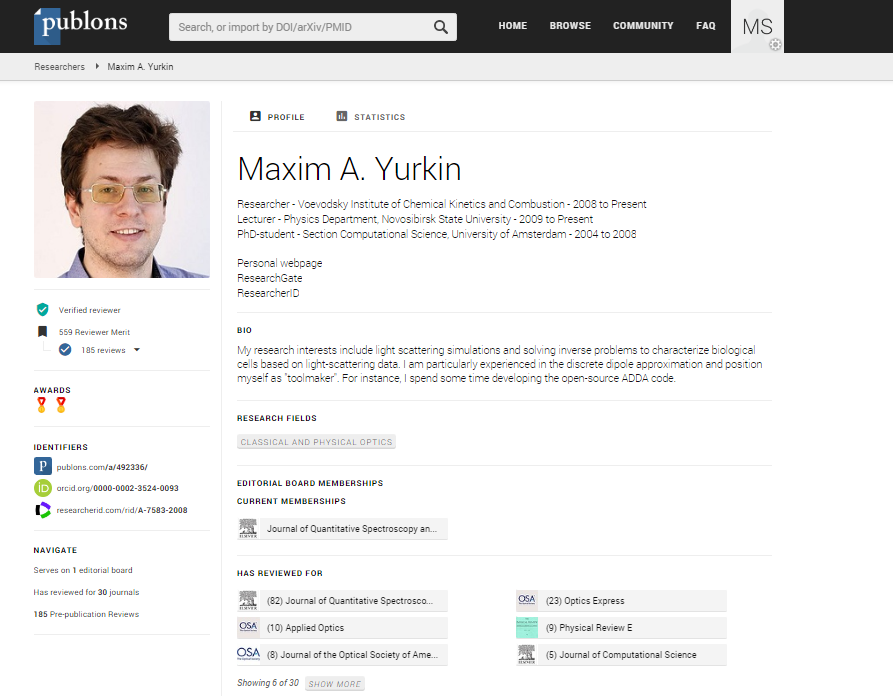 publons
Search, or import by DOI/arXiv/PMID
HOME
BROWSE
COMMUNITY
FAQ
MS
Researchers
Maxim A. Yurkin
PROFILE
STATISTICS
Maxim A. Yurkin
Researcher - Voevodsky Institute of Chemical Kinetics and Combustion - 2008 to Present
Lecturer - Physics Department, Novosibirsk State University - 2009 to Present
PhD-student - Section Computational Science, University of Amsterdam - 2004 to 2008
Personal webpage
ResearchGate
ResearcherID
Verified reviewer
559 Reviewer Merit
185 reviews
AWARDS
IDENTIFIERS
P publons.com/a/492336/
iD orcid.org/0000-0002-3524-0093
researcherid.com/rid/A-7583-2008
NAVIGATE
Serves on 1 editorial board
Has reviewed for 30 journals
185 Pre-publication Reviews
BIO
My research interests include light scattering simulations and solving inverse problems to characterize biological
cells based on light-scattering data. I am particularly experienced in the discrete dipole approximation and position
myself as "toolmaker". For instance, I spend some time developing the open-source ADDA code.
RESEARCH FIELDS
CLASSICAL AND PHYSICAL OPTICS
EDITORIAL BOARD MEMBERSHIPS
CURRENT MEMBERSHIPS
ELSEVIER Journal of Quantitative Spectroscopy an...
HAS REVIEWED FOR
ELSEVIER (82) Journal of Quantitative Spectrosco...
OSA (23) Optics Express
OSA (10) Applied Optics
(9) Physical Review E
OSA (8) Journal of the Optical Society of Ame...
ELSEVIER (5) Journal of Computational Science
Showing 6 of 30 SHOW MORE